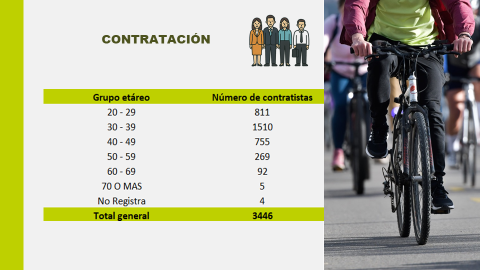 CONTRATACIÓN
Grupo etáreo Número de contratistas
20 - 29 811
30 - 39 1510
40 - 49 755
50 - 59 269
60 - 69 92
70 O MAS 5
No Registra 4
Total general 3446